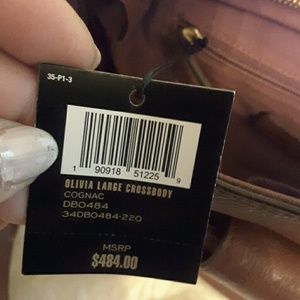 35-P1-3
1 90918 51225 9
OLIVIA LARGE CROSSBODY
COGNAC
DB0484
34DB0484-220
MSRP
$484.00